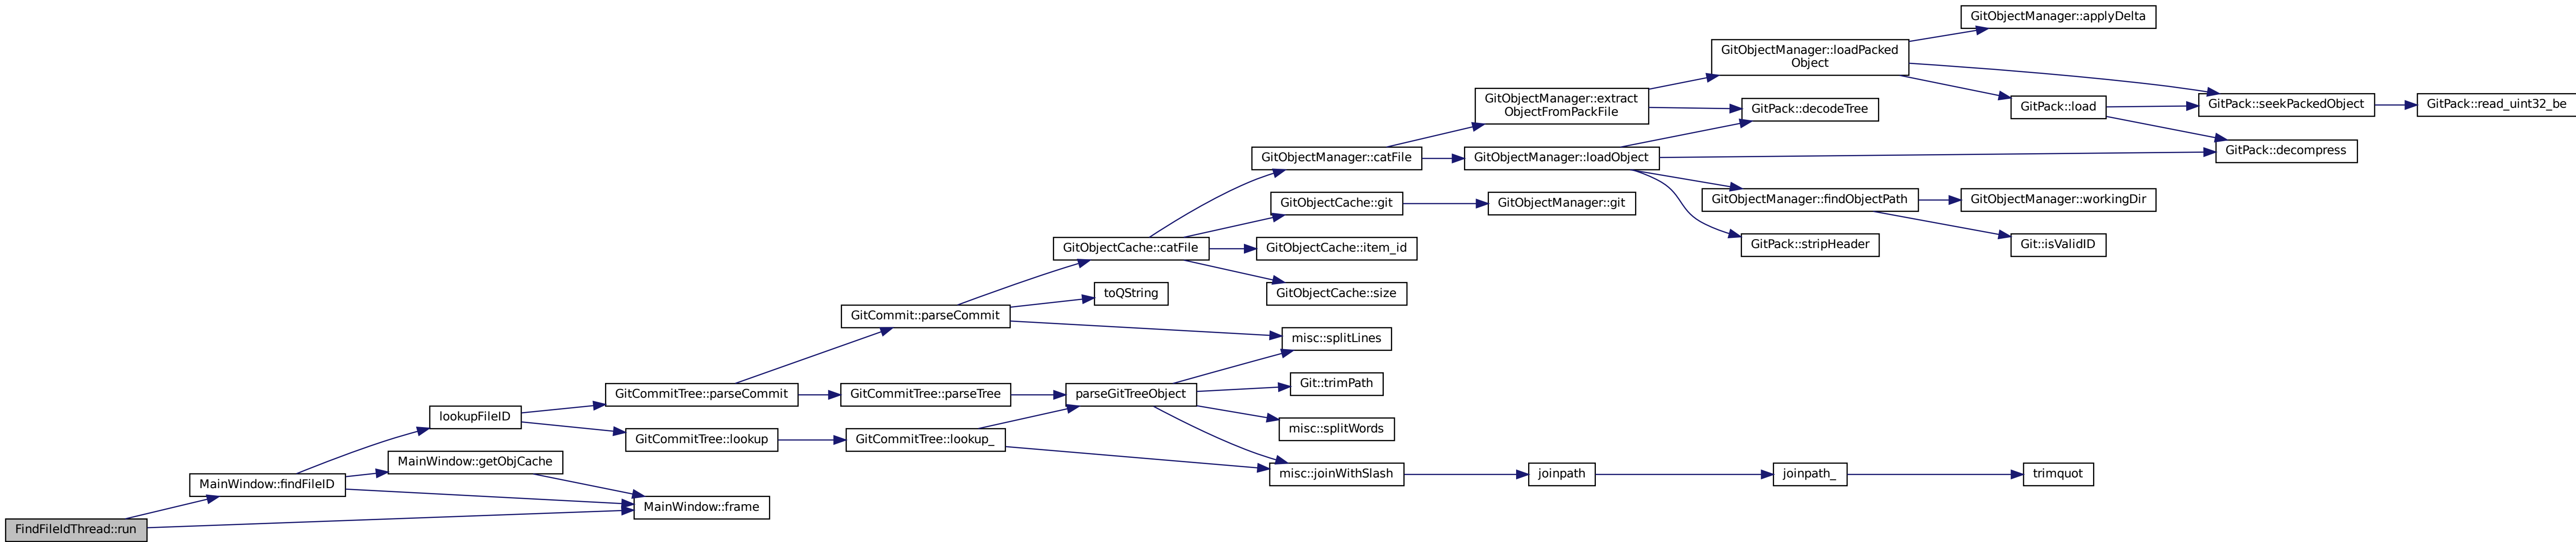 GitObjectManager::applyDelta
GitObjectManager::loadPacked
Object
GitObjectManager::extract
ObjectFromPackFile
GitPack::decodeTree
GitPack::load
GitPack::seekPackedObject
GitPack::read_uint32_be
GitObjectManager::catFile
GitObjectManager::loadObject
GitPack::decompress
GitObjectCache::git
GitObjectManager::git
GitObjectManager::findObjectPath
GitObjectManager::workingDir
GitObjectCache::catFile
GitObjectCache::item_id
GitPack::stripHeader
Git::isValidID
toQString
GitObjectCache::size
GitCommit::parseCommit
misc::splitLines
GitCommitTree::parseCommit
GitCommitTree::parseTree
parseGitTreeObject
Git::trimPath
lookupFileID
GitCommitTree::lookup
GitCommitTree::lookup_
misc::splitWords
MainWindow::getObjCache
misc::joinWithSlash
joinpath
joinpath_
trimquot
MainWindow::findFileID
MainWindow::frame
FindFileIdThread::run